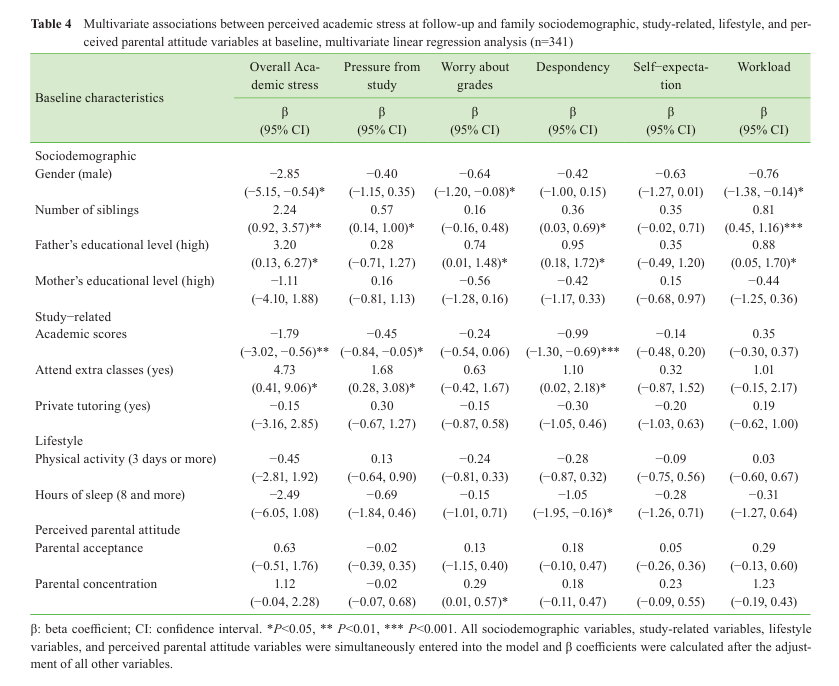 Table 4 Multivariate associations between perceived academic stress at follow-up and family sociodemographic, study-related, lifestyle, and per-
ceived parental attitude variables at baseline, multivariate linear regression analysis (n=341)
Baseline characteristics
Overall Aca-
demic stress
Pressure from
study
Worry about
grades
Despondency
Self−expecta-
tion
Workload
β β β β β β
(95% CI) (95% CI) (95% CI) (95% CI) (95% CI) (95% CI)
Sociodemographic
Gender (male) −2.85 −0.40 −0.64 −0.42 −0.63 −0.76
(−5.15, −0.54)* (−1.15, 0.35) (−1.20, −0.08)* (−1.00, 0.15) (−1.27, 0.01) (−1.38, −0.14)*
Number of siblings 2.24 0.57 0.16 0.36 0.35 0.81
(0.92, 3.57)** (0.14, 1.00)* (−0.16, 0.48) (0.03, 0.69)* (−0.02, 0.71) (0.45, 1.16)***
Father's educational level (high) 3.20 0.28 0.74 0.95 0.35 0.88
(0.13, 6.27)* (−0.71, 1.27) (0.01, 1.48)* (0.18, 1.72)* (−0.49, 1.20) (0.05, 1.70)*
Mother's educational level (high) −1.11 0.16 −0.56 −0.42 0.15 −0.44
(−4.10, 1.88) (−0.81, 1.13) (−1.28, 0.16) (−1.17, 0.33) (−0.68, 0.97) (−1.25, 0.36)
Study−related
Academic scores −1.79 −0.45 −0.24 −0.99 −0.14 0.35
(−3.02, −0.56)** (−0.84, −0.05)* (−0.54, 0.06) (−1.30, −0.69)*** (−0.48, 0.20) (−0.30, 0.37)
Attend extra classes (yes) 4.73 1.68 0.63 1.10 0.32 1.01
(0.41, 9.06)* (0.28, 3.08)* (−0.42, 1.67) (0.02, 2.18)* (−0.87, 1.52) (−0.15, 2.17)
Private tutoring (yes) −0.15 0.30 −0.15 −0.30 −0.20 0.19
(−3.16, 2.85) (−0.67, 1.27) (−0.87, 0.58) (−1.05, 0.46) (−1.03, 0.63) (−0.62, 1.00)
Lifestyle
Physical activity (3 days or more) −0.45 0.13 −0.24 −0.28 −0.09 0.03
(−2.81, 1.92) (−0.64, 0.90) (−0.81, 0.33) (−0.87, 0.32) (−0.75, 0.56) (−0.60, 0.67)
Hours of sleep (8 and more) −2.49 −0.69 −0.15 −1.05 −0.28 −0.31
(−6.05, 1.08) (−1.84, 0.46) (−1.01, 0.71) (−1.95, −0.16)* (−1.26, 0.71) (−1.27, 0.64)
Perceived parental attitude
Parental acceptance 0.63 −0.02 0.13 0.18 0.05 0.29
(−0.51, 1.76) (−0.39, 0.35) (−1.15, 0.40) (−0.10, 0.47) (−0.26, 0.36) (−0.13, 0.60)
Parental concentration 1.12 −0.02 0.29 0.18 0.23 1.23
(−0.04, 2.28) (−0.07, 0.68) (0.01, 0.57)* (−0.11, 0.47) (−0.09, 0.55) (−0.19, 0.43)
β: beta coefficient; CI: confidence interval. *P<0.05, ** P<0.01, *** P<0.001. All sociodemographic variables, study-related variables, lifestyle
variables, and perceived parental attitude variables were simultaneously entered into the model and β coefficients were calculated after the adjust-
ment of all other variables.